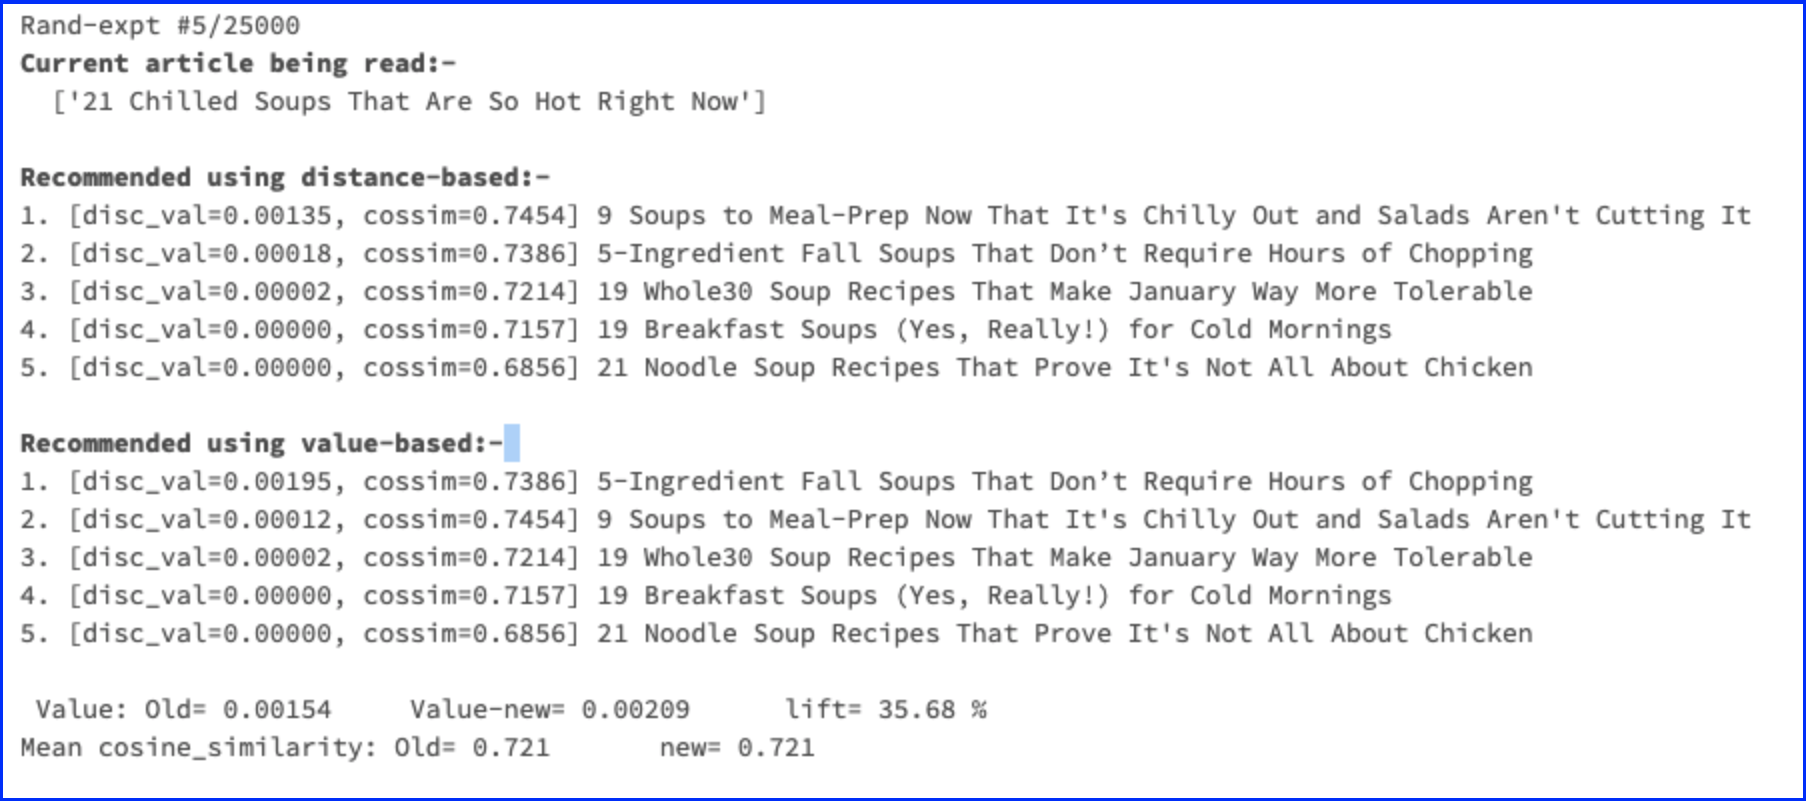 Rand-expt #5/25000
Current article being read:-
['21 Chilled Soups That Are So Hot Right Now']
Recommended using distance-based:-
1. [disc_val=0.00135, cossim=0.7454] 9 Soups to Meal-Prep Now That It's Chilly Out and Salads Aren't Cutting It
2. [disc_val=0.00018, cossim=0.7386] 5-Ingredient Fall Soups That Don’t Require Hours of Chopping
3. [disc_val=0.00002, cossim=0.7214] 19 Whole30 Soup Recipes That Make January Way More Tolerable
4. [disc_val=0.00000, cossim=0.7157] 19 Breakfast Soups (Yes, Really!) for Cold Mornings
5. [disc_val=0.00000, cossim=0.6856] 21 Noodle Soup Recipes That Prove It's Not All About Chicken
Recommended using value-based:-
1. [disc_val=0.00195, cossim=0.7386] 5-Ingredient Fall Soups That Don’t Require Hours of Chopping
2. [disc_val=0.00012, cossim=0.7454] 9 Soups to Meal-Prep Now That It's Chilly Out and Salads Aren't Cutting It
3. [disc_val=0.00002, cossim=0.7214] 19 Whole30 Soup Recipes That Make January Way More Tolerable
4. [disc_val=0.00000, cossim=0.7157] 19 Breakfast Soups (Yes, Really!) for Cold Mornings
5. [disc_val=0.00000, cossim=0.6856] 21 Noodle Soup Recipes That Prove It's Not All About Chicken
Value: Old= 0.00154 Value-new= 0.00209 lift= 35.68 %
Mean cosine_similarity: Old= 0.721 new= 0.721